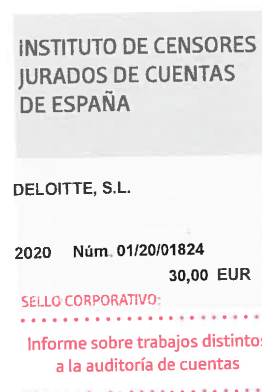 INSTITUTO DE CENSORES
JURADOS DE CUENTAS
DE ESPAÑA
DELOITTE, S.L.
2020 Núm. 01/20/01824
30,00 EUR
SELLO CORPORATIVO:
Informe sobre trabajos distintos
a la auditoría de cuentas